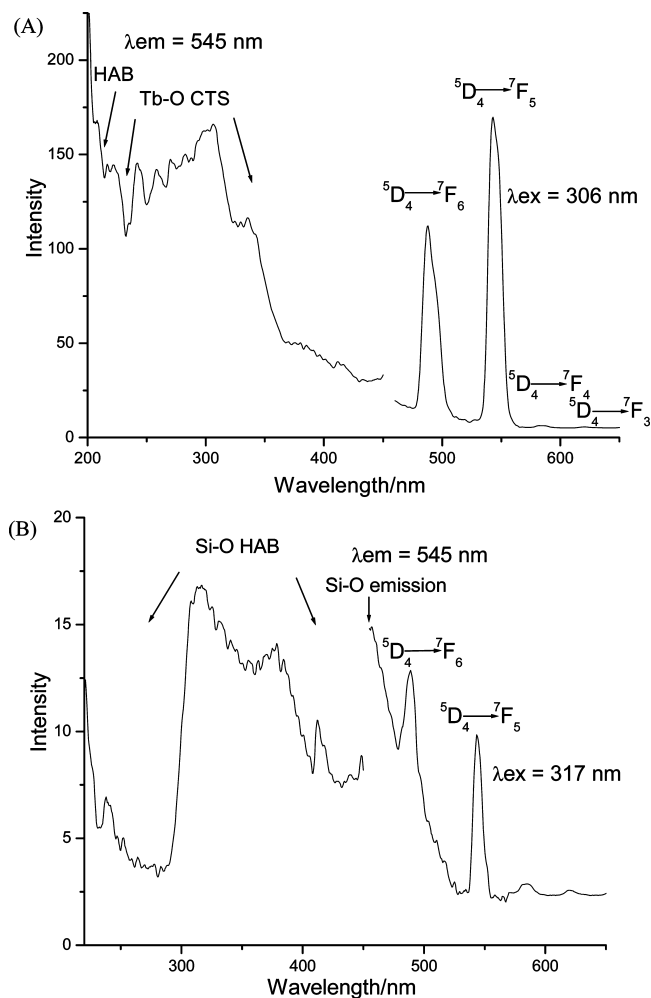 (A)
λem = 545 nm
HAB
Tb-O CTS
⁵D₄→⁷F₅
⁵D₄→⁷F₆
λex = 306 nm
⁵D₄→⁷F₄
⁵D₄→⁷F₃
Intensity
200
150
100
50
0
200 300 400 500 600
Wavelength/nm
(B)
Si-O HAB
λem = 545 nm
Si-O emission
⁵D₄→⁷F₆
⁵D₄→⁷F₅
λex = 317 nm
Intensity
20
15
10
5
0
300 400 500 600
Wavelength/nm